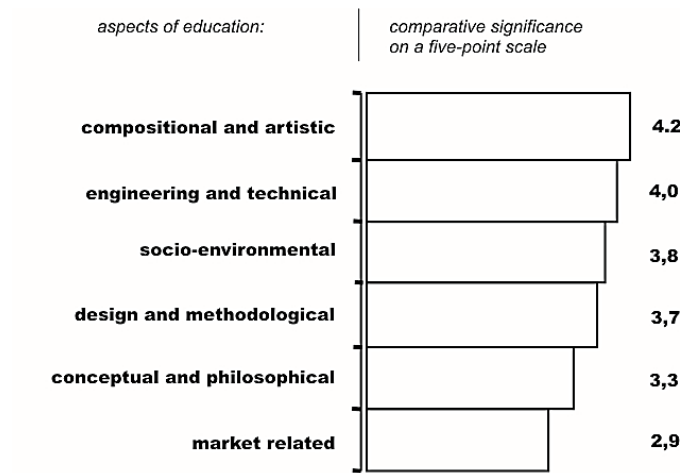 aspects of education:
comparative significance
on a five-point scale
compositional and artistic
4.2
engineering and technical
4,0
socio-environmental
3,8
design and methodological
3,7
conceptual and philosophical
3,3
market related
2,9